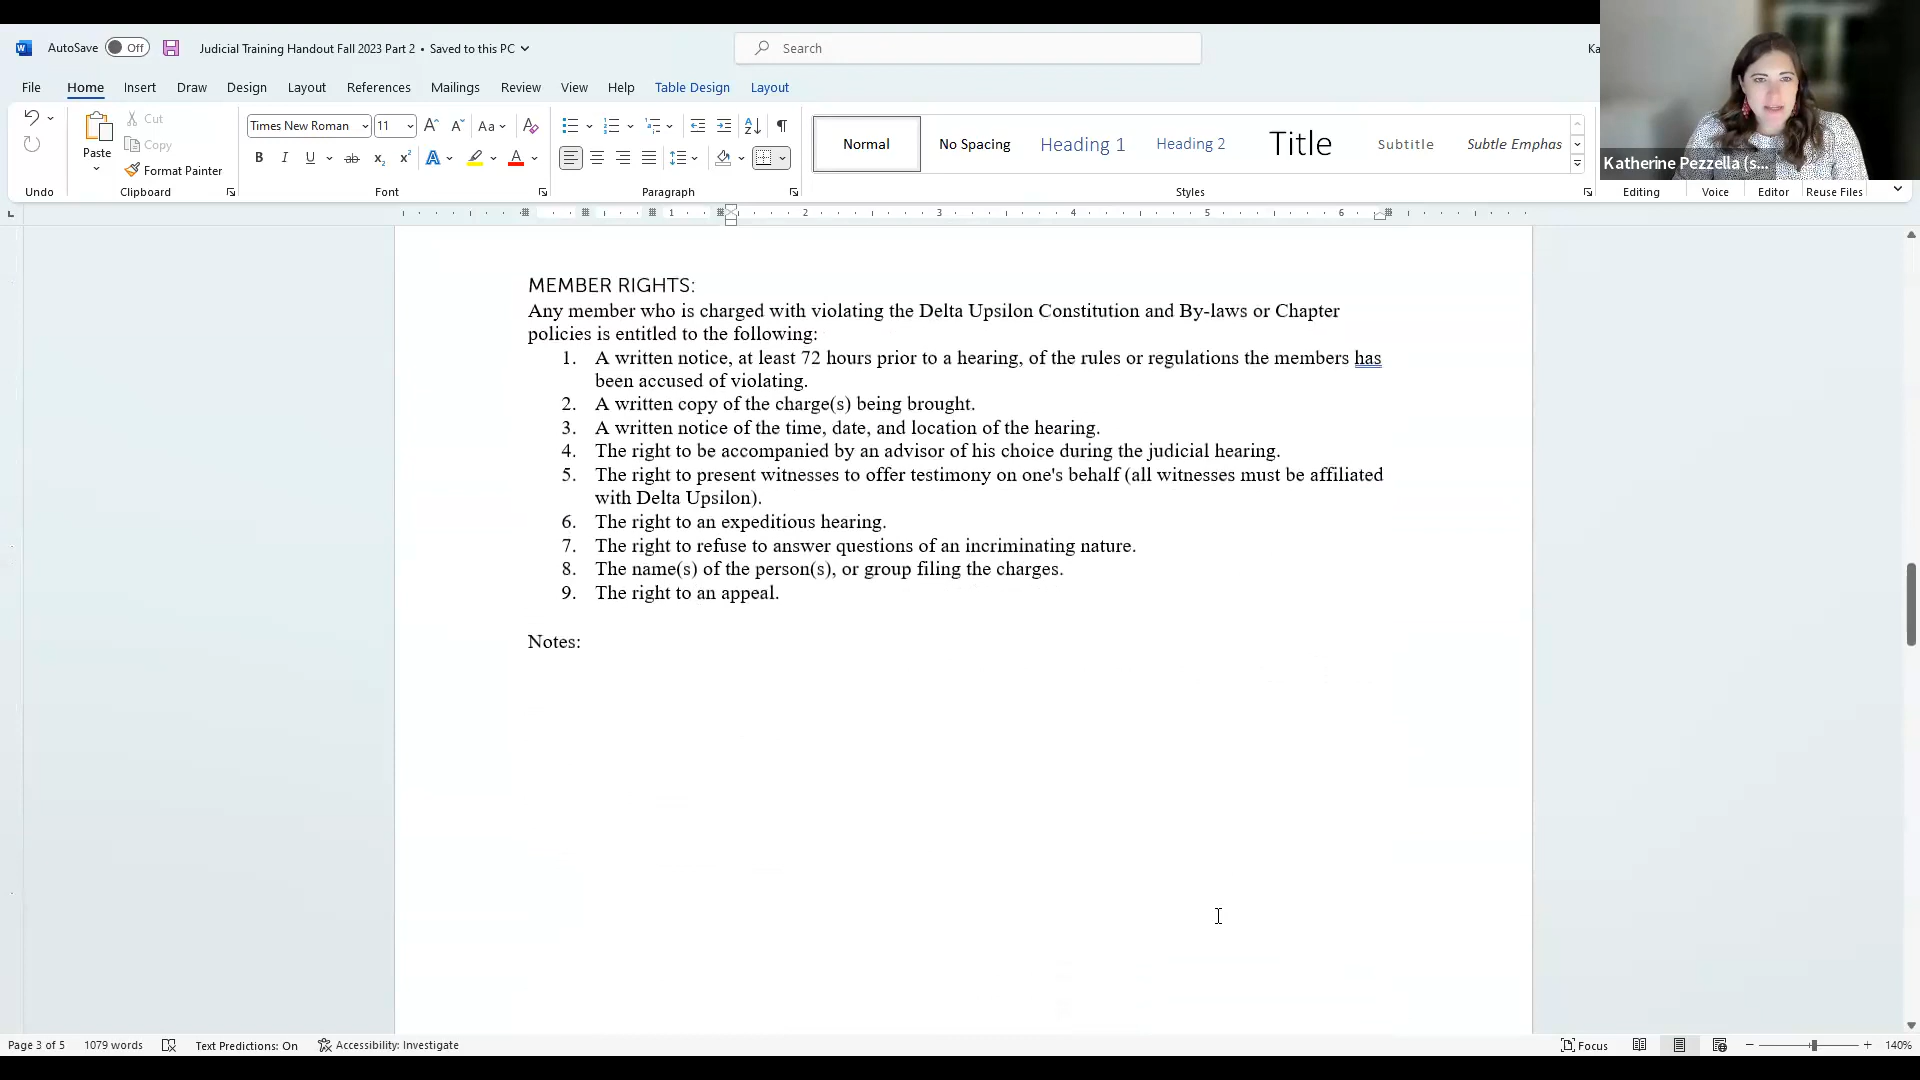 AutoSave Off Judicial Training Handout Fall 2023 Part 2 • Saved to this PC Search Ka
File Home Insert Draw Design Layout References Mailings Review View Help Table Design Layout
Times New Roman 11 Aa
Paste Cut Copy Format Painter
B I U ab x₂ x² A A
Normal No Spacing Heading 1 Heading 2 Title Subtitle Subtle Emphas
Katherine Pezzella (s...
Undo Clipboard Font Paragraph Styles Editing Voice Editor Reuse Files
1 2 3 4 5 6
MEMBER RIGHTS:
Any member who is charged with violating the Delta Upsilon Constitution and By-laws or Chapter
policies is entitled to the following:
1. A written notice, at least 72 hours prior to a hearing, of the rules or regulations the members has
been accused of violating.
2. A written copy of the charge(s) being brought.
3. A written notice of the time, date, and location of the hearing.
4. The right to be accompanied by an advisor of his choice during the judicial hearing.
5. The right to present witnesses to offer testimony on one's behalf (all witnesses must be affiliated
with Delta Upsilon).
6. The right to an expeditious hearing.
7. The right to refuse to answer questions of an incriminating nature.
8. The name(s) of the person(s), or group filing the charges.
9. The right to an appeal.
Notes:
Page 3 of 5 1079 words Text Predictions: On Accessibility: Investigate Focus 140%